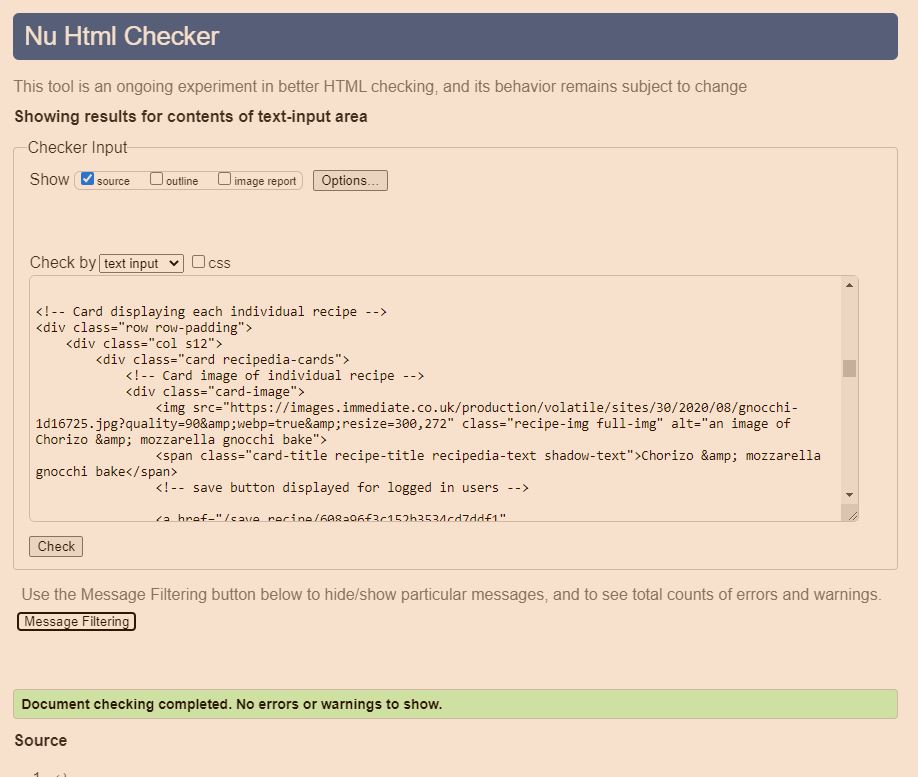 Nu Html Checker
This tool is an ongoing experiment in better HTML checking, and its behavior remains subject to change
Showing results for contents of text-input area
Checker Input
Show source outline image report Options...
Check by text input css
<!-- Card displaying each individual recipe -->
<div class="row row-padding">
<div class="col s12">
<div class="card recipedia-cards">
<!-- Card image of individual recipe -->
<div class="card-image">
<img src="https://images.immediate.co.uk/production/volatile/sites/30/2020/08/gnocchi-
1d16725.jpg?quality=90&amp;webp=true&amp;resize=300,272" class="recipe-img full-img" alt="an image of
Chorizo &amp; mozzarella gnocchi bake">
<span class="card-title recipe-title recipedia-text shadow-text">Chorizo &amp; mozzarella
gnocchi bake</span>
<!-- save button displayed for logged in users -->
<a href="/save_recipe/608a96f3c152b3534cd7ddf1"
Check
Use the Message Filtering button below to hide/show particular messages, and to see total counts of errors and warnings.
Message Filtering
Document checking completed. No errors or warnings to show.
Source